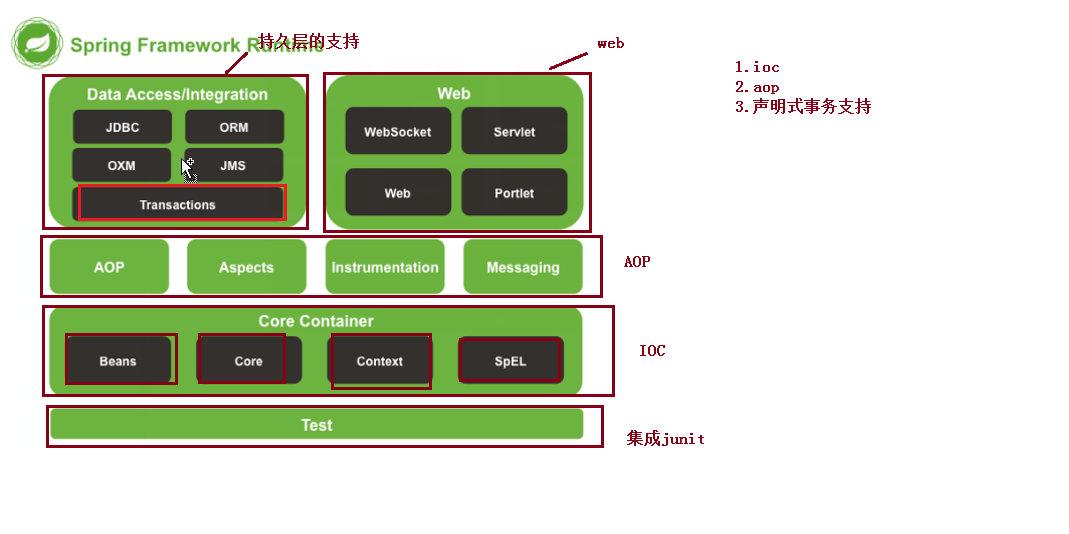 Spring Framework Runtime
持久层的支持
web
1.ioc
2.aop
3.声明式事务支持
Data Access/Integration
JDBC
ORM
OXM
JMS
Transactions
Web
WebSocket
Servlet
Web
Portlet
AOP
Aspects
Instrumentation
Messaging
AOP
Core Container
Beans
Core
Context
SpEL
IOC
Test
集成junit